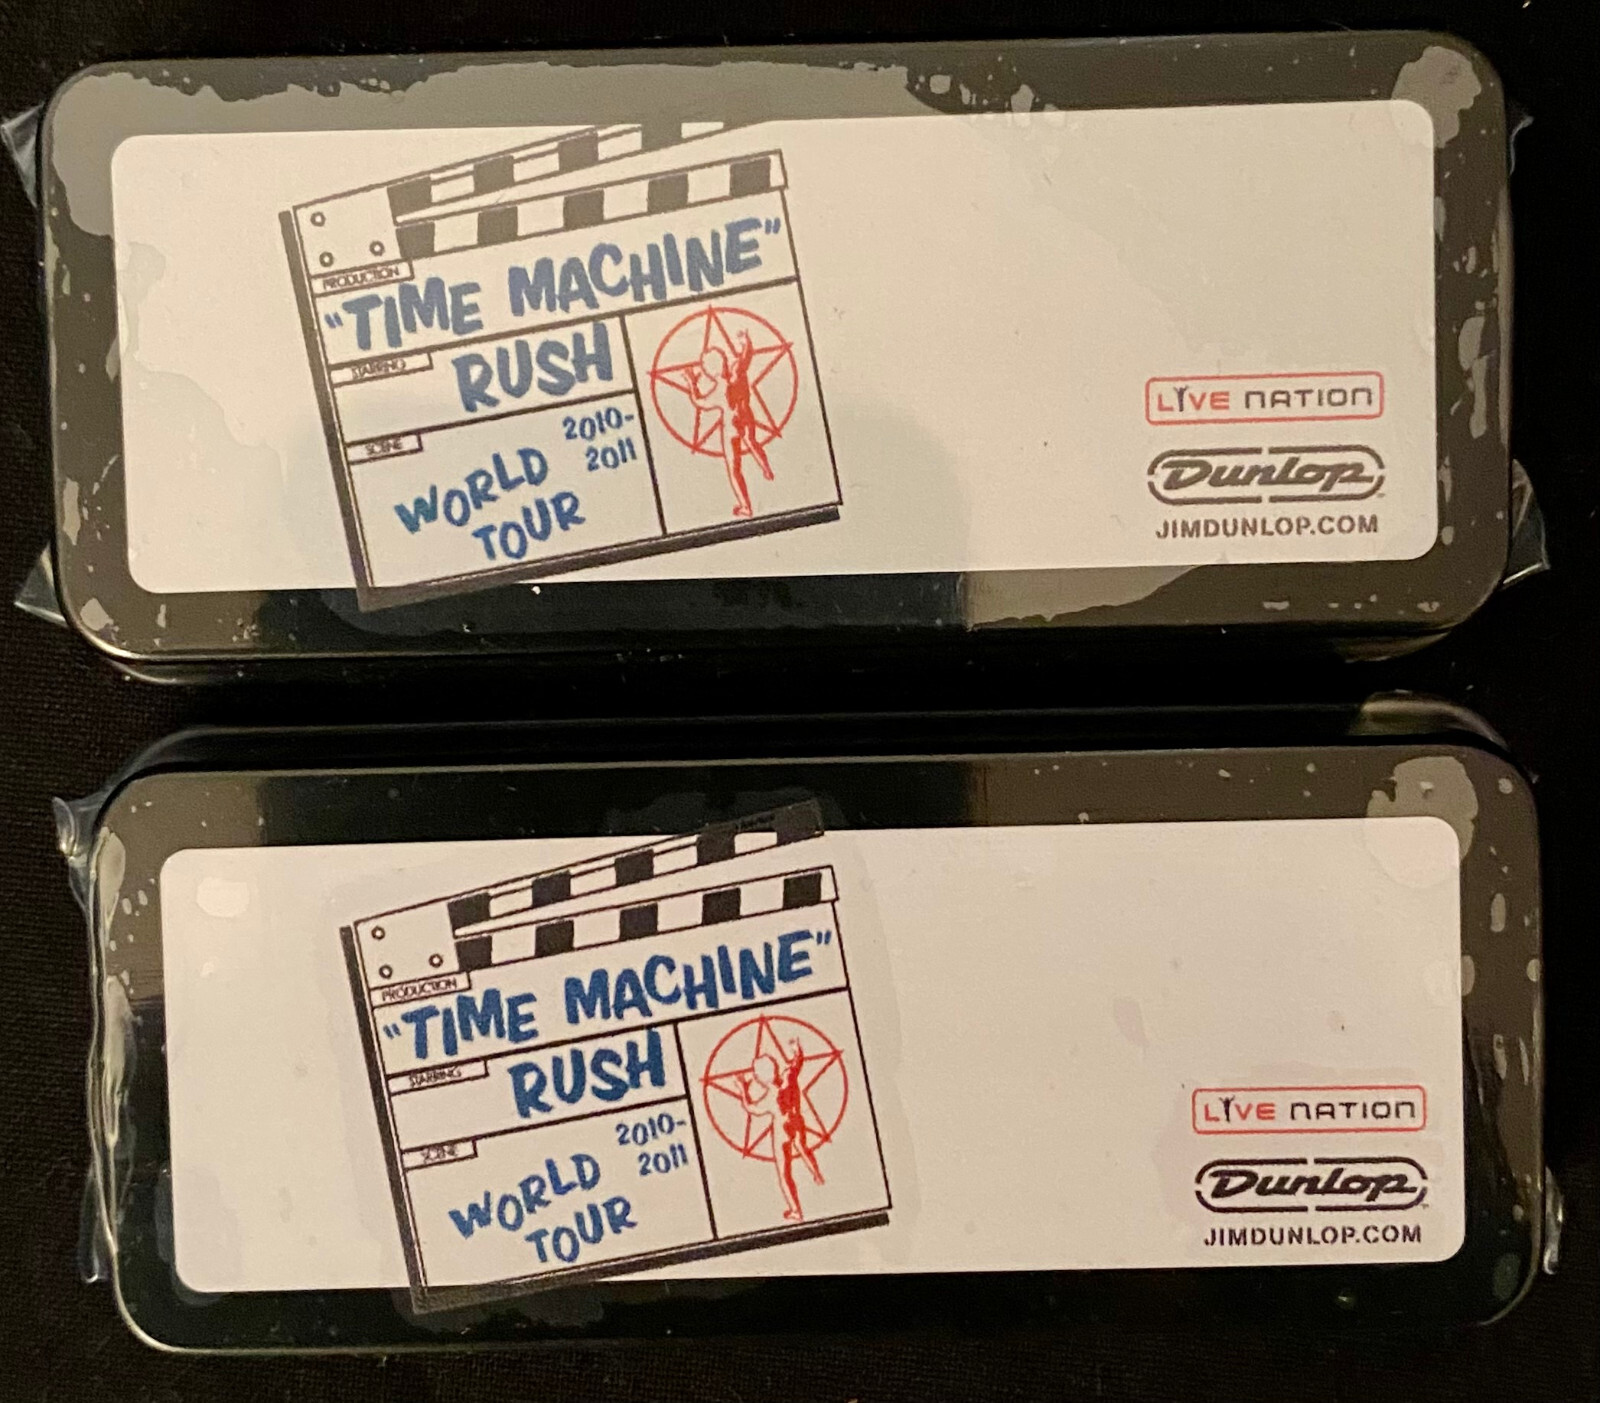 PRODUCTION
"TIME MACHINE"
STARRING
RUSH
SCENE
2010-
2011
WORLD
TOUR
LIVE NATION
Dunlop
JIMDUNLOP.COM
PRODUCTION
"TIME MACHINE"
STARRING
RUSH
SCENE
2010-
2011
WORLD
TOUR
LIVE NATION
Dunlop
JIMDUNLOP.COM